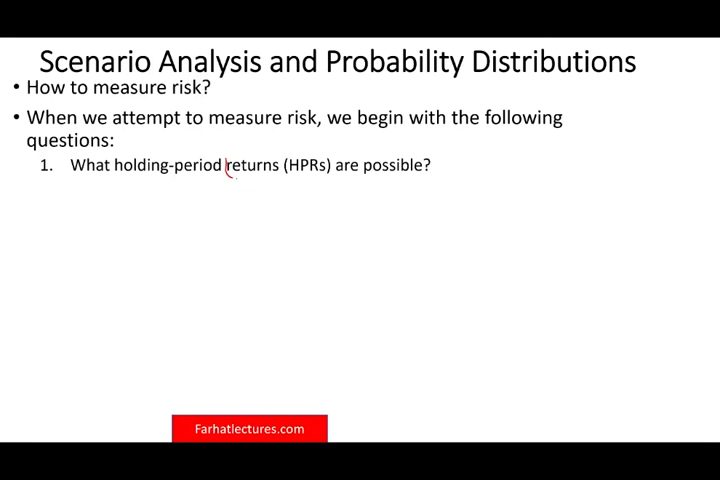 Scenario Analysis and Probability Distributions
• How to measure risk?
• When we attempt to measure risk, we begin with the following
questions:
1. What holding-period returns (HPRs) are possible?
Farhatlectures.com